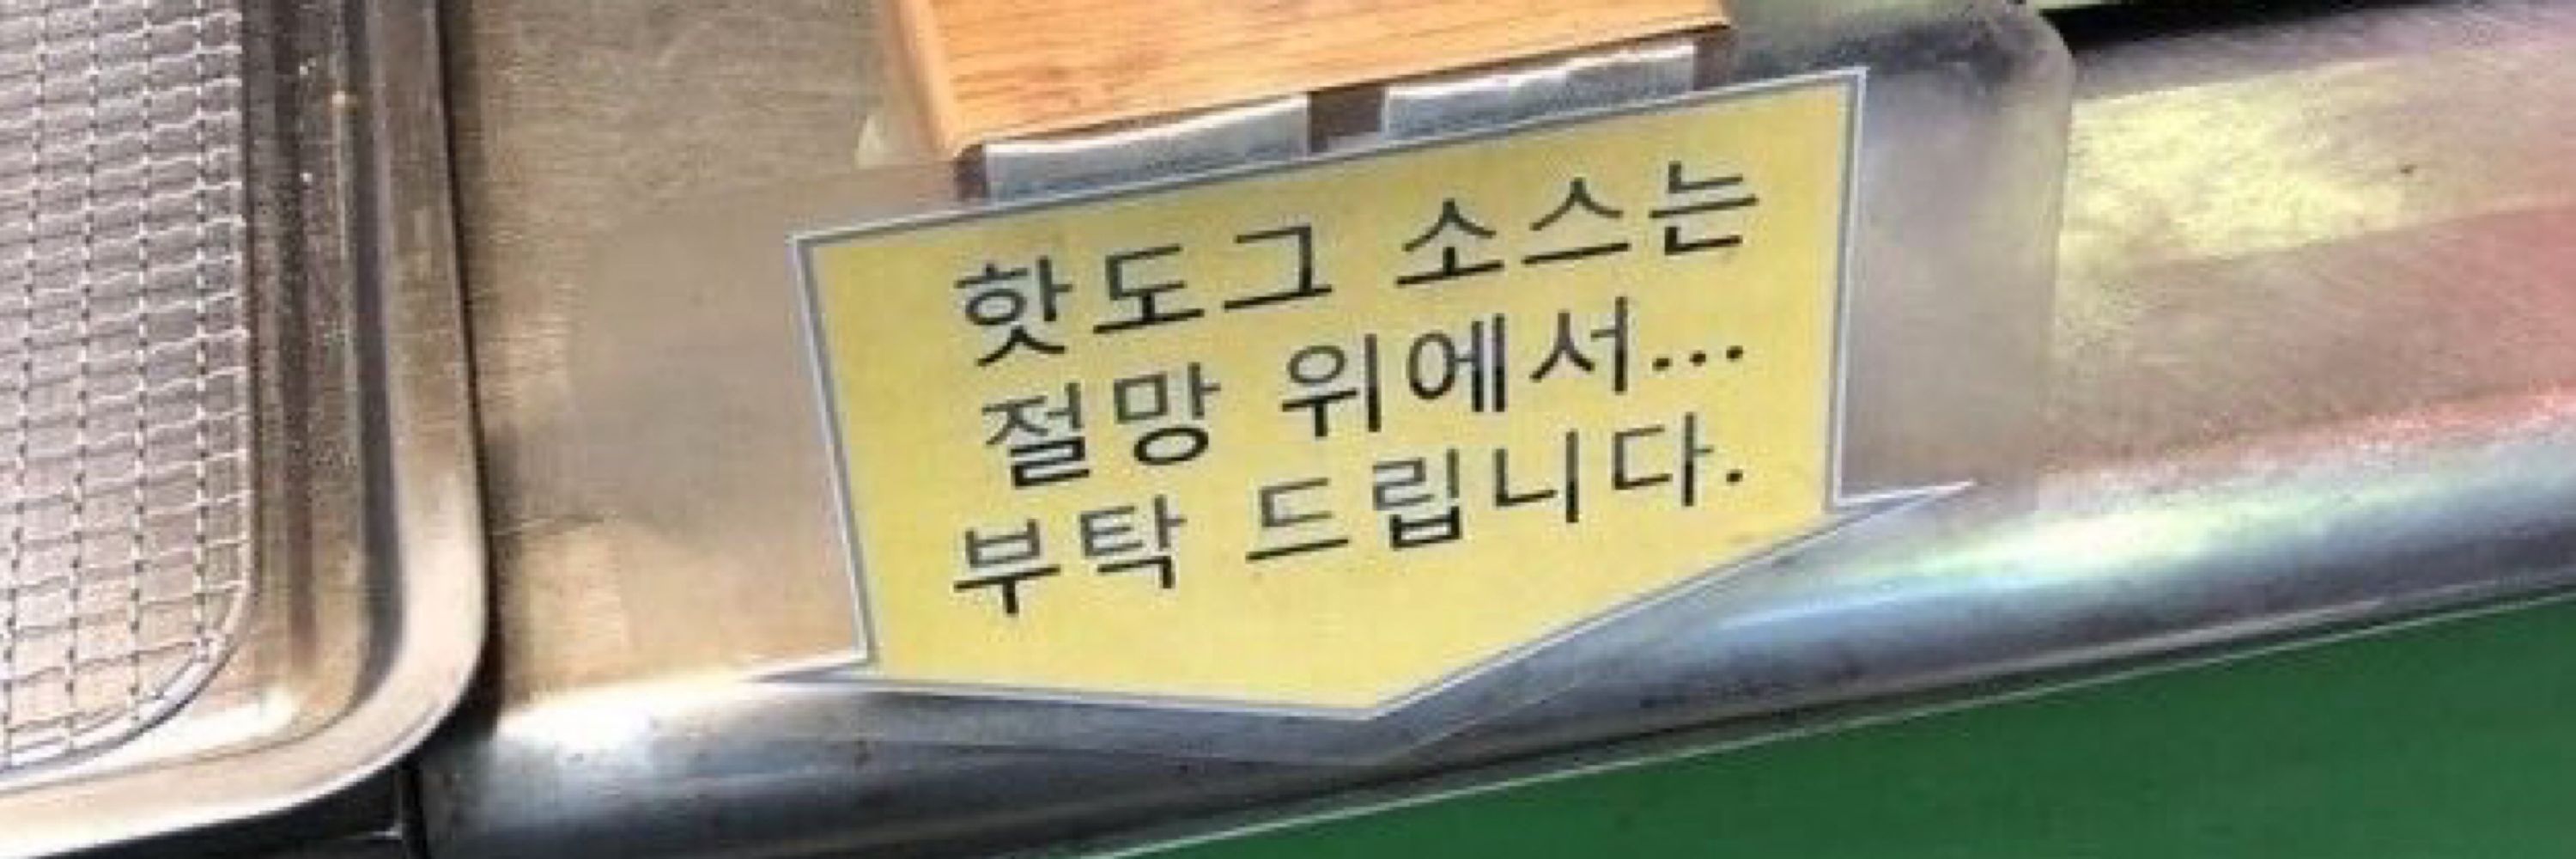 핫도그 소스는
절망 위에서...
부탁 드립니다.